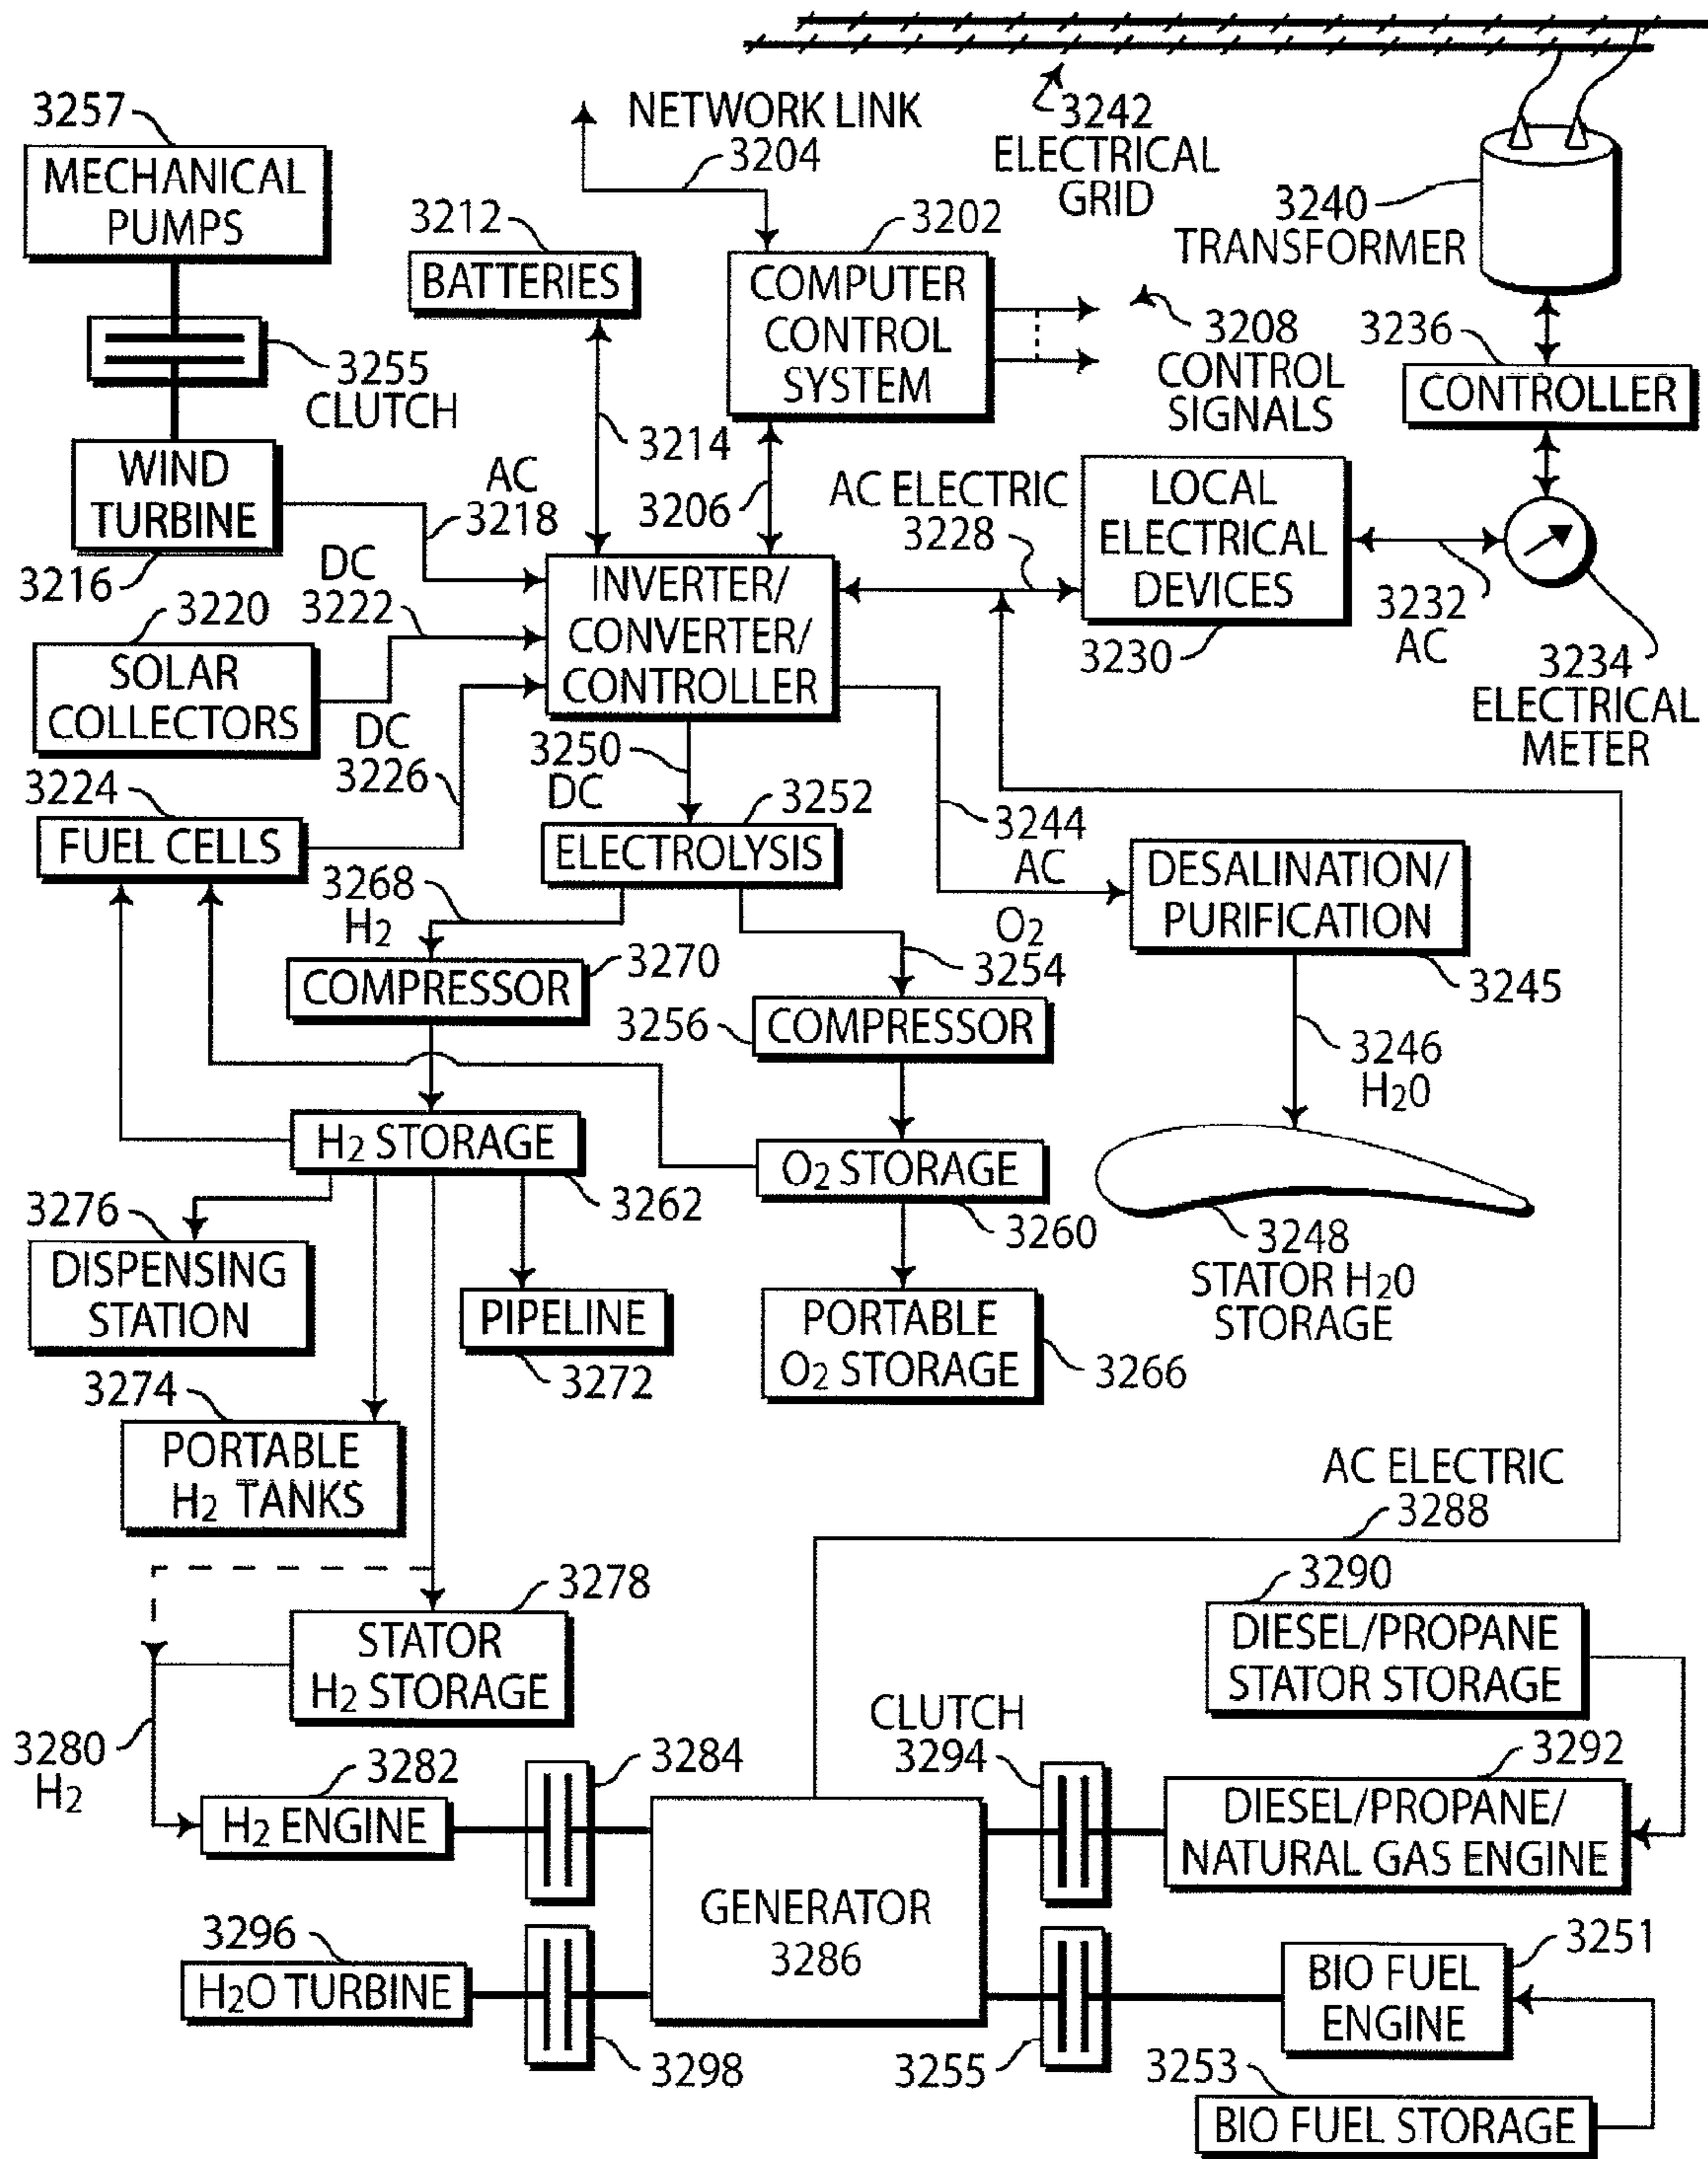 3257
MECHANICAL
PUMPS
NETWORK LINK
3204
3242
ELECTRICAL
GRID
3240
TRANSFORMER
3212
BATTERIES
3202
COMPUTER
CONTROL
SYSTEM
3208
CONTROL
SIGNALS
3236
CONTROLLER
3255
CLUTCH
WIND
TURBINE
3216
AC
3218
3214
3206
AC ELECTRIC
3228
LOCAL
ELECTRICAL
DEVICES
3230
3232
AC
3234
ELECTRICAL
METER
3220
SOLAR
COLLECTORS
DC
3222
INVERTER/
CONVERTER/
CONTROLLER
DC
3226
3224
FUEL CELLS
3250
DC
3252
ELECTROLYSIS
3244
AC
DESALINATION/
PURIFICATION
3245
3268
H2
COMPRESSOR
3270
O2
3254
3256
COMPRESSOR
3246
H20
H2 STORAGE
3262
O2 STORAGE
3260
3248
STATOR H20
STORAGE
3276
DISPENSING
STATION
PIPELINE
3272
PORTABLE
O2 STORAGE
3266
3274
PORTABLE
H2 TANKS
AC ELECTRIC
3288
3278
STATOR
H2 STORAGE
3290
DIESEL/PROPANE
STATOR STORAGE
3280
H2
3282
H2 ENGINE
3284
CLUTCH
3294
3292
DIESEL/PROPANE/
NATURAL GAS ENGINE
GENERATOR
3286
3296
H2O TURBINE
3298
3255
3251
BIO FUEL
ENGINE
3253
BIO FUEL STORAGE